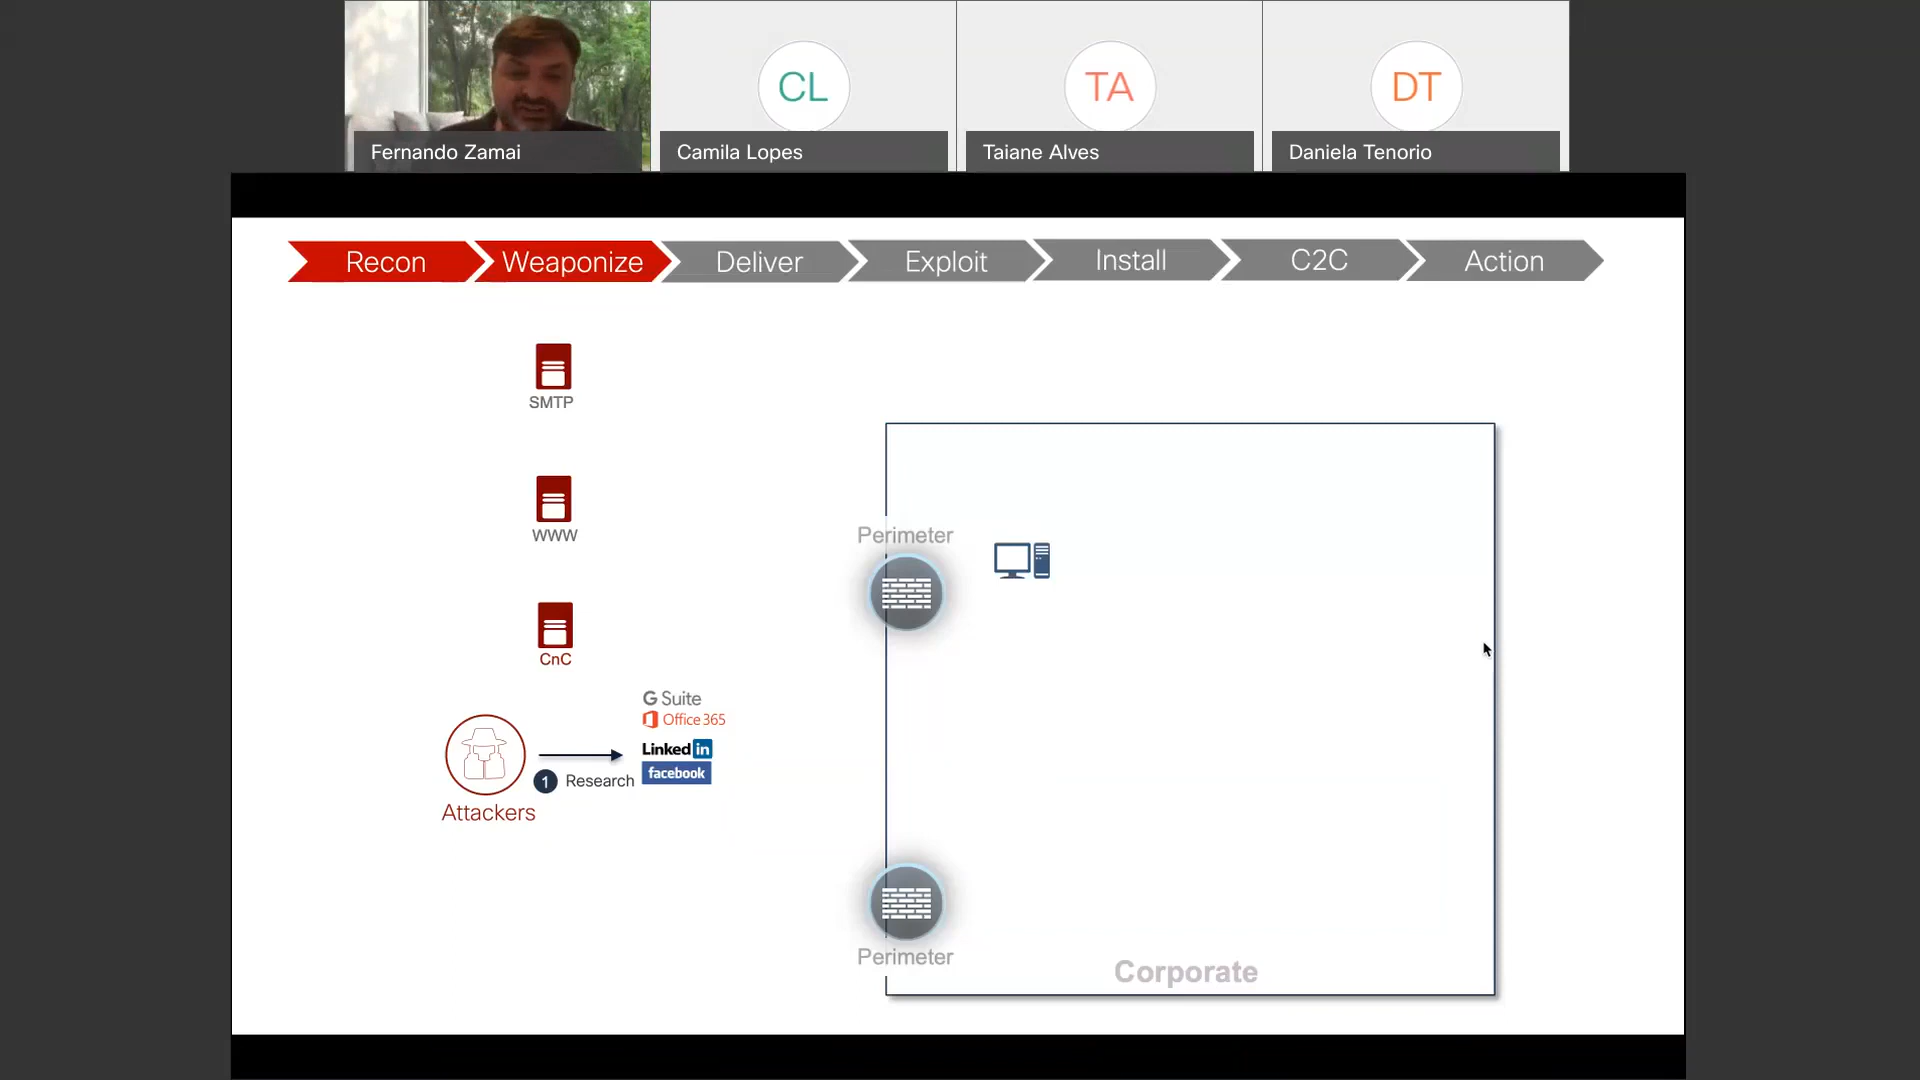 CL
TA
DT
Fernando Zamai
Camila Lopes
Taiane Alves
Daniela Tenorio
Recon
Weaponize
Deliver
Exploit
Install
C2C
Action
SMTP
WWW
CnC
G Suite
Office 365
Linked in
facebook
1 Research
Attackers
Perimeter
Perimeter
Corporate